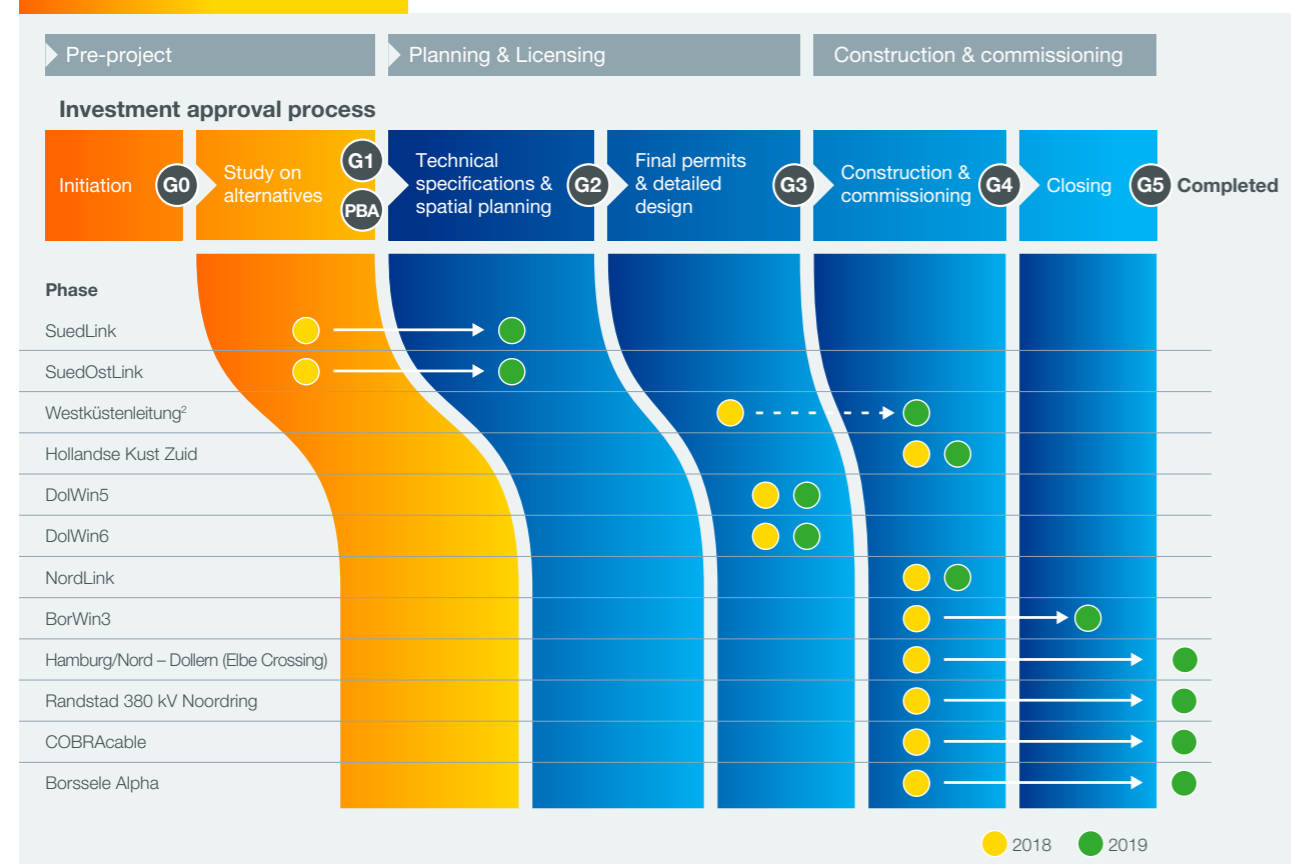 Pre-project
Planning & Licensing
Construction & commissioning
Investment approval process
Initiation
G0
Study on
alternatives
G1
PBA
Technical
specifications &
spatial planning
G2
Final permits
& detailed
design
G3
Construction &
commissioning
G4
Closing
G5
Completed
Phase
SuedLink
SuedOstLink
Westküstenleitung²
Hollandse Kust Zuid
DolWin5
DolWin6
NordLink
BorWin3
Hamburg/Nord – Dollern (Elbe Crossing)
Randstad 380 kV Noordring
COBRAcable
Borssele Alpha
2018
2019